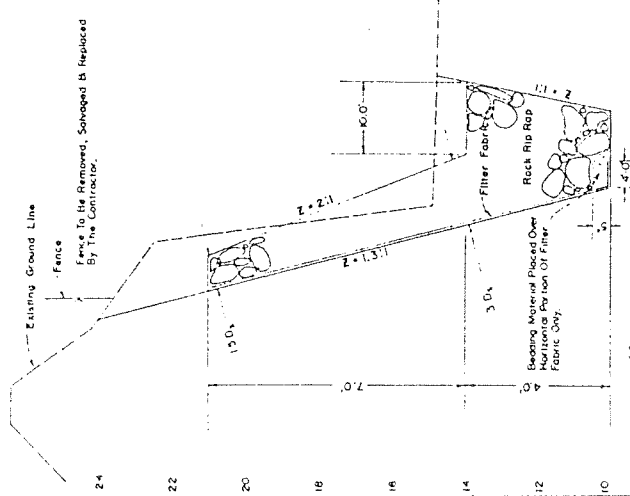 Existing Ground Line
Fence
Fence To Be Removed, Salvaged & Replaced
By The Contractor.
24
22
20
18
16
14
12
10
10.0'
Z = 2:1
Z = 1.3:1
1:1 = Z
1.5 Ds
3 Ds
7.0'
4.0'
Filter Fabric
Rock Rip Rap
Bedding Material Placed Over
Horizontal Portion Of Filter
Fabric Only.
4.0'